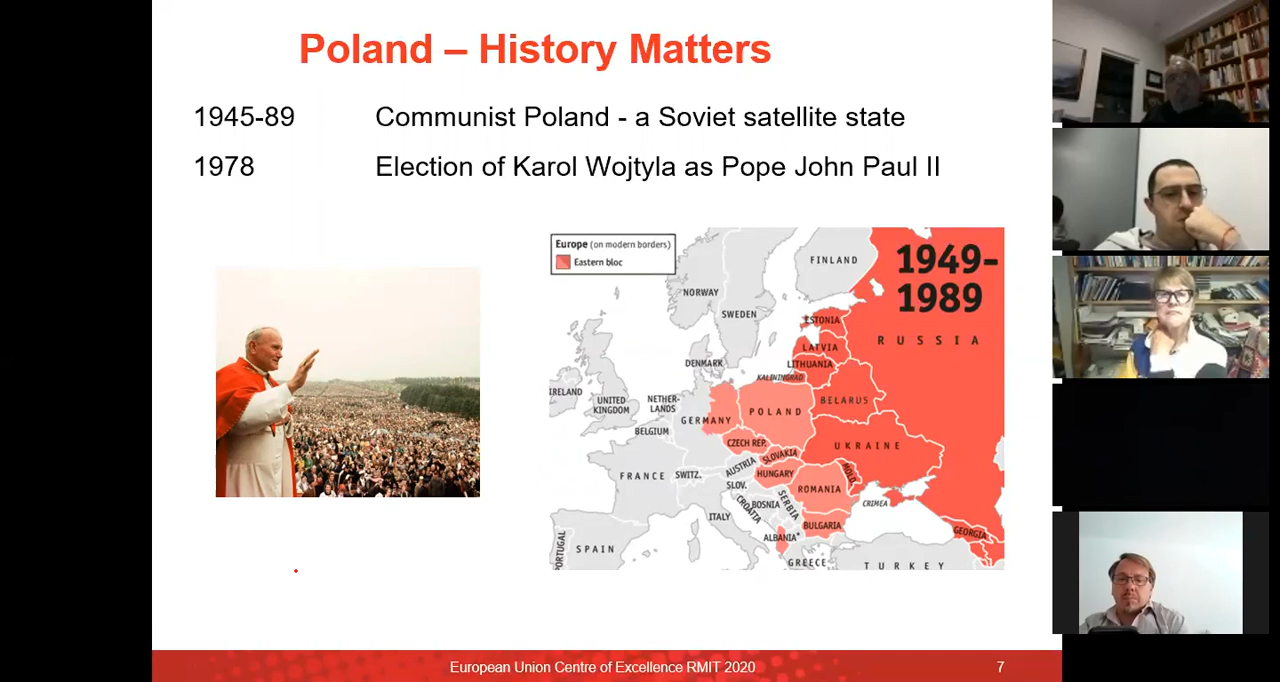 Poland – History Matters
1945-89 Communist Poland - a Soviet satellite state
1978 Election of Karol Wojtyla as Pope John Paul II
Europe (on modern borders)
Eastern bloc
1949-
1989
FINLAND
NORWAY
SWEDEN
ESTONIA
RUSSIA
LATVIA
DENMARK
LITHUANIA
KALININGRAD
IRELAND
UNITED
KINGDOM
NETHER-
LANDS
BELARUS
POLAND
GERMANY
BELGIUM
CZECH REP.
UKRAINE
SLOVAKIA
FRANCE
SWITZ.
AUSTRIA
HUNGARY
MOLD.
SLOV.
ROMANIA
CROATIA
BOSNIA
SERBIA
CRIMEA
ITALY
BULGARIA
GEORGIA
ALBANIA*
PORTUGAL
SPAIN
GREECE
TURKEY
European Union Centre of Excellence RMIT 2020
7